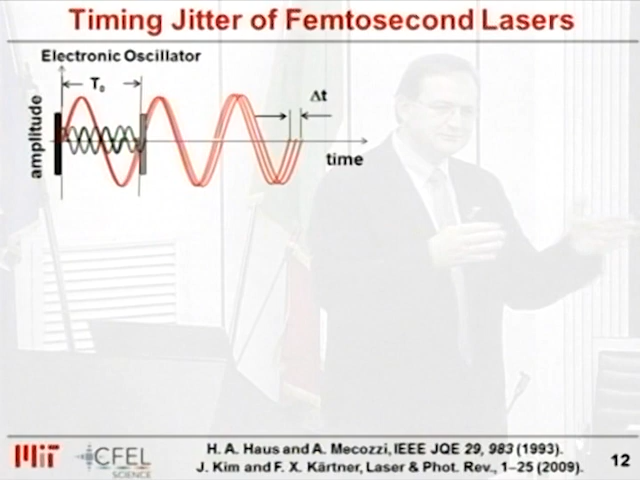 Timing Jitter of Femtosecond Lasers
Electronic Oscillator
T₀
Δt
amplitude
time
MIT
CFEL
SCIENCE
H. A. Haus and A. Mecozzi, IEEE JQE 29, 983 (1993).
J. Kim and F. X. Kärtner, Laser & Phot. Rev., 1–25 (2009).
12